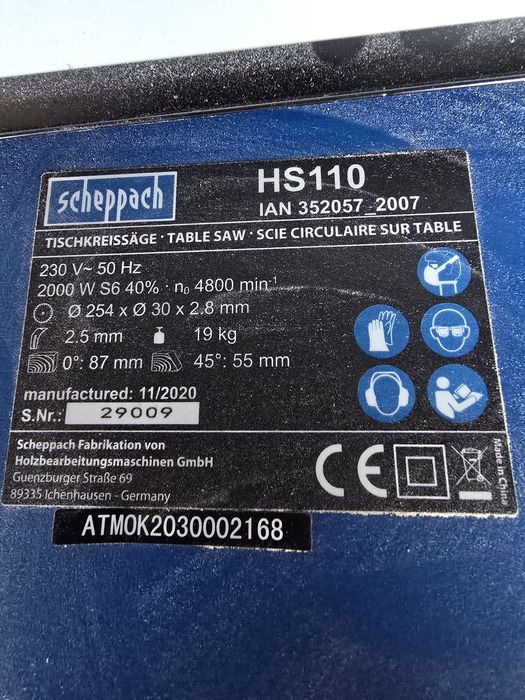 scheppach
HS110
IAN 352057_2007
TISCHKREISSÄGE · TABLE SAW · SCIE CIRCULAIRE SUR TABLE
230 V~ 50 Hz
2000 W S6 40% · n₀ 4800 min⁻¹
Ø 254 x Ø 30 x 2.8 mm
2.5 mm 19 kg
0°: 87 mm 45°: 55 mm
manufactured: 11/2020
S.Nr.: 29009
Scheppach Fabrikation von
Holzbearbeitungsmaschinen GmbH
Guenzburger Straße 69
89335 Ichenhausen - Germany
CE
Made in China
ATM0K2030002168